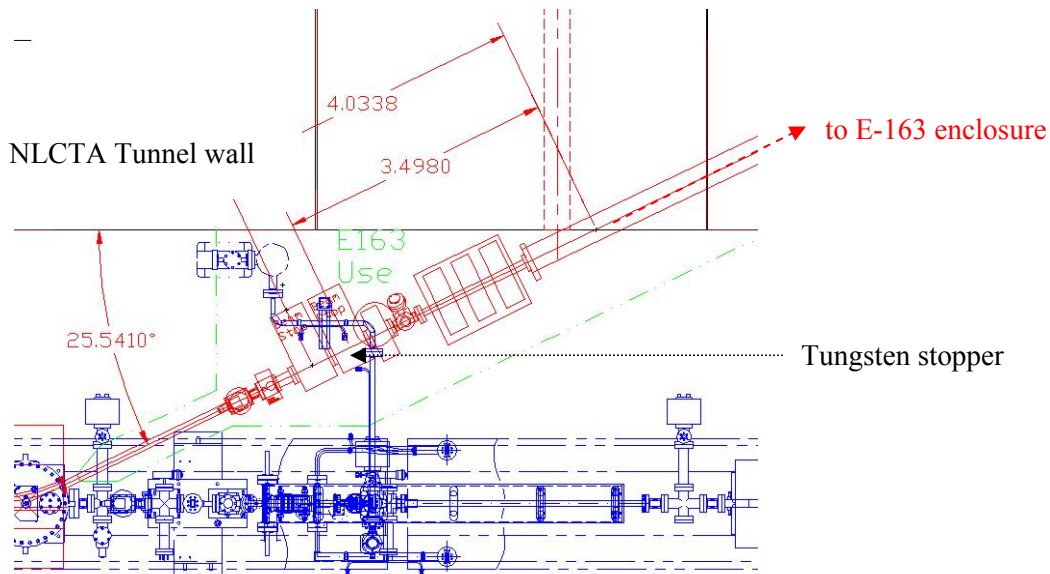 4.0338
to E-163 enclosure
NLCTA Tunnel wall
3.4980
E163
Use
25.5410°
Tungsten stopper